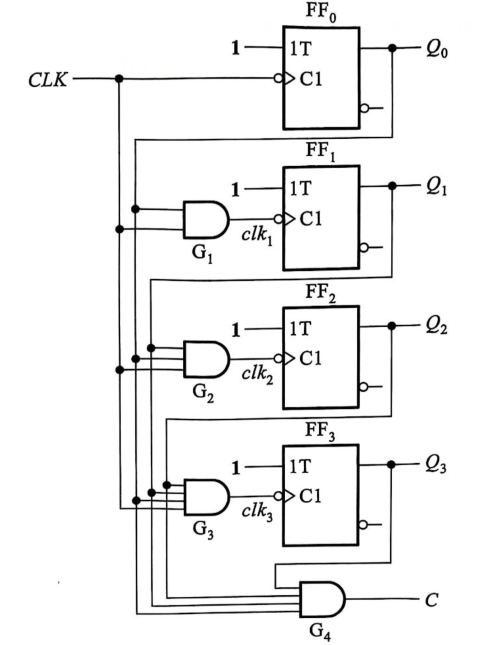 FF₀
1 1T Q₀
CLK C1
FF₁
1 1T Q₁
clk₁ C1
G₁
FF₂
1 1T Q₂
clk₂ C1
G₂
FF₃
1 1T Q₃
clk₃ C1
G₃
C
G₄